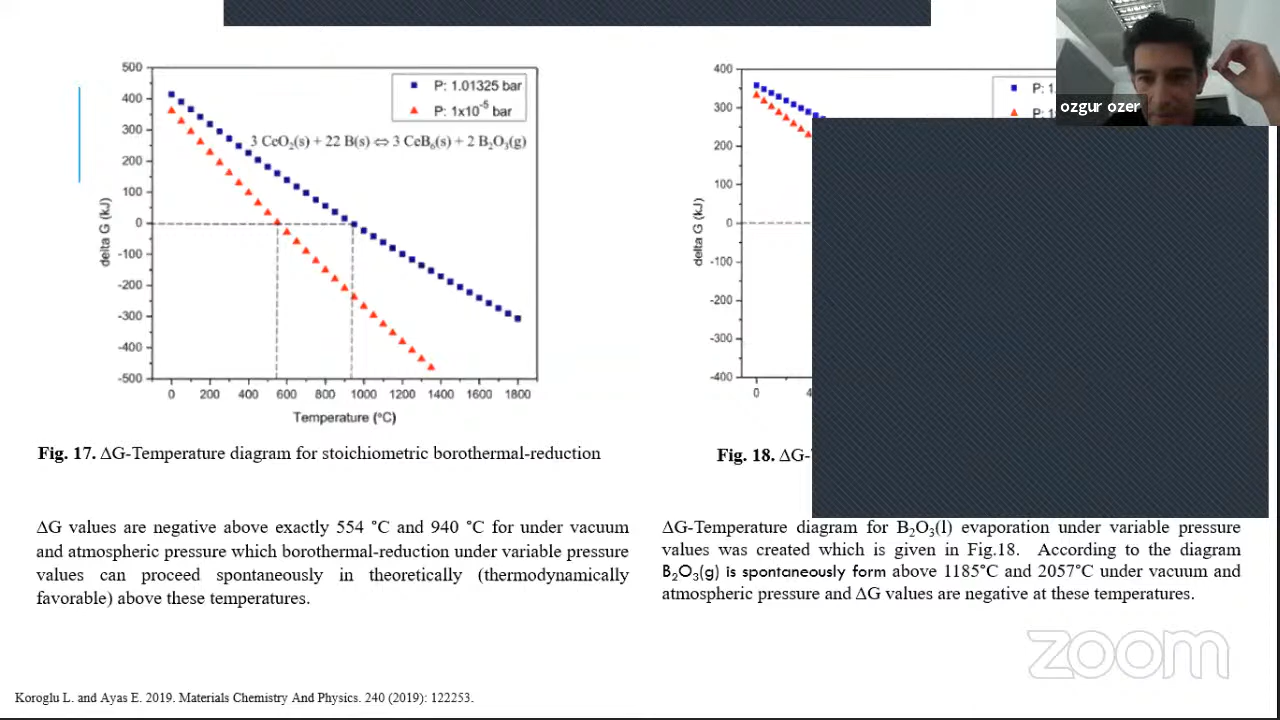 500
400
300
200
100
0
-100
-200
-300
-400
-500
delta G (kJ)
P: 1.01325 bar
P: 1x10⁻⁵ bar
3 CeO₂(s) + 22 B(s) ⇔ 3 CeB₆(s) + 2 B₂O₃(g)
0 200 400 600 800 1000 1200 1400 1600 1800
Temperature (°C)
Fig. 17. ΔG-Temperature diagram for stoichiometric borothermal-reduction
ΔG values are negative above exactly 554 °C and 940 °C for under vacuum
and atmospheric pressure which borothermal-reduction under variable pressure
values can proceed spontaneously in theoretically (thermodynamically
favorable) above these temperatures.
400
300
200
100
0
-100
-200
-300
-400
delta G (kJ)
P: 1.
P: 1
0
ozgur ozer
Fig. 18. ΔG-
ΔG-Temperature diagram for B₂O₃(l) evaporation under variable pressure
values was created which is given in Fig.18. According to the diagram
B₂O₃(g) is spontaneously form above 1185°C and 2057°C under vacuum and
atmospheric pressure and ΔG values are negative at these temperatures.
zoom
Koroglu L. and Ayas E. 2019. Materials Chemistry And Physics. 240 (2019): 122253.